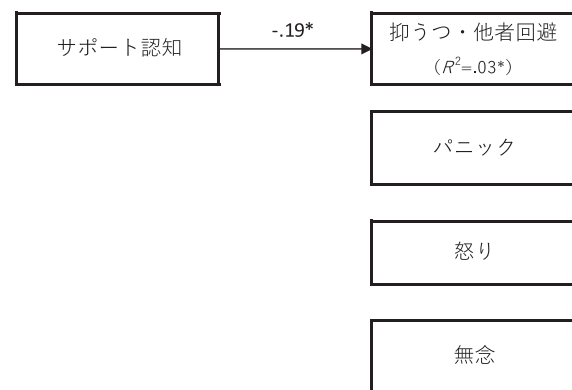 サポート認知
-.19*
抑うつ・他者回避
（R²=.03*）
パニック
怒り
無念